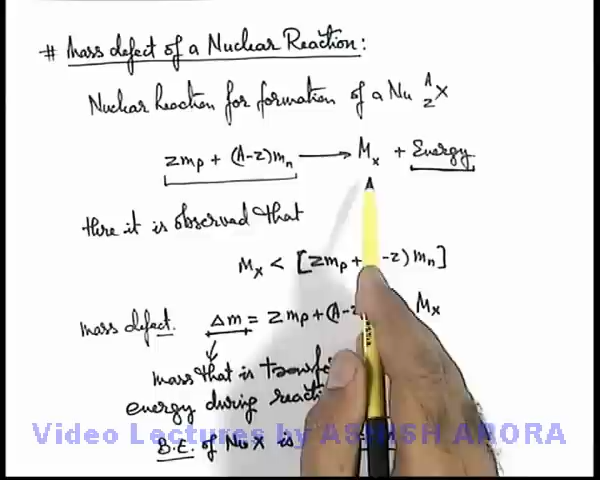 # Mass defect of a Nuclear Reaction:
Nuclear Reaction for formation of a Nu ᴬ_Z X
Zmp + (A-Z)mn → Mx + Energy
Here it is observed that
Mx < [Zmp + -Z) mn]
Mass defect. Δm = Zmp + (A-Z Mx
Mass that is
energy during
B.E. of Nu X is
Video Lectures by ASHISH ARORA